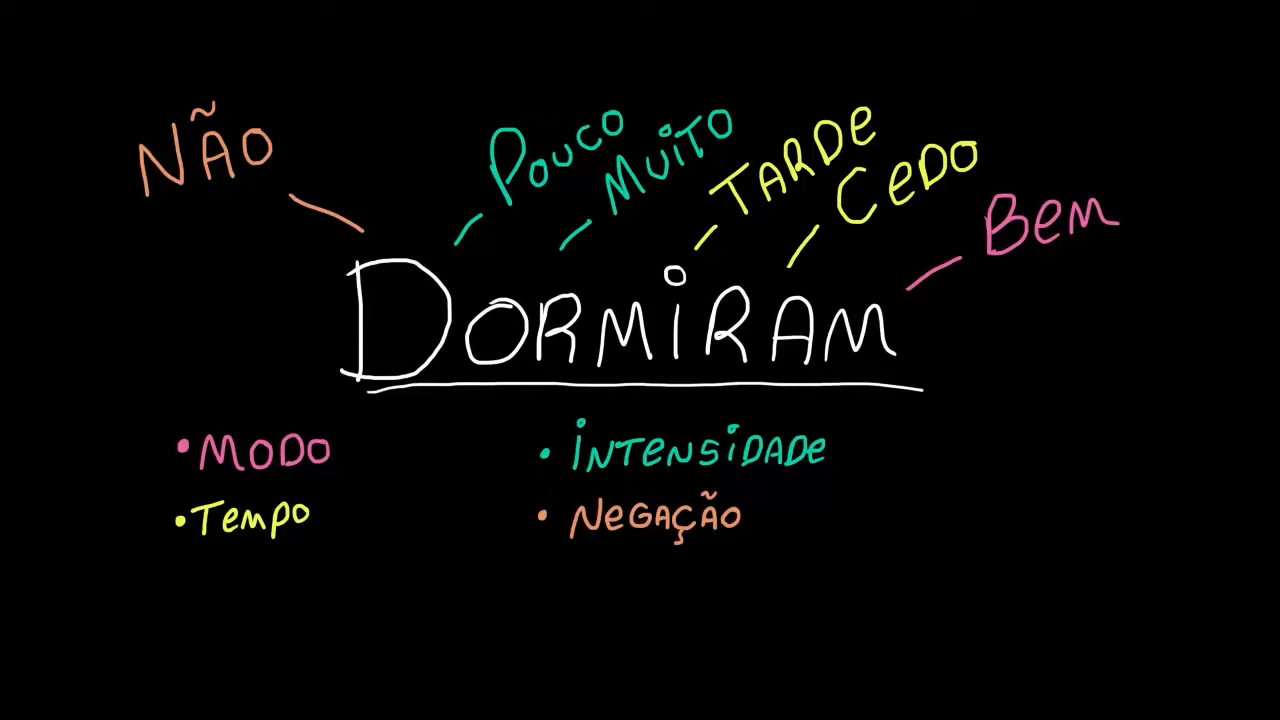 Não
Pouco
Muito
Tarde
Cedo
Bem
Dormiram
• Modo
• Tempo
• Intensidade
• Negação